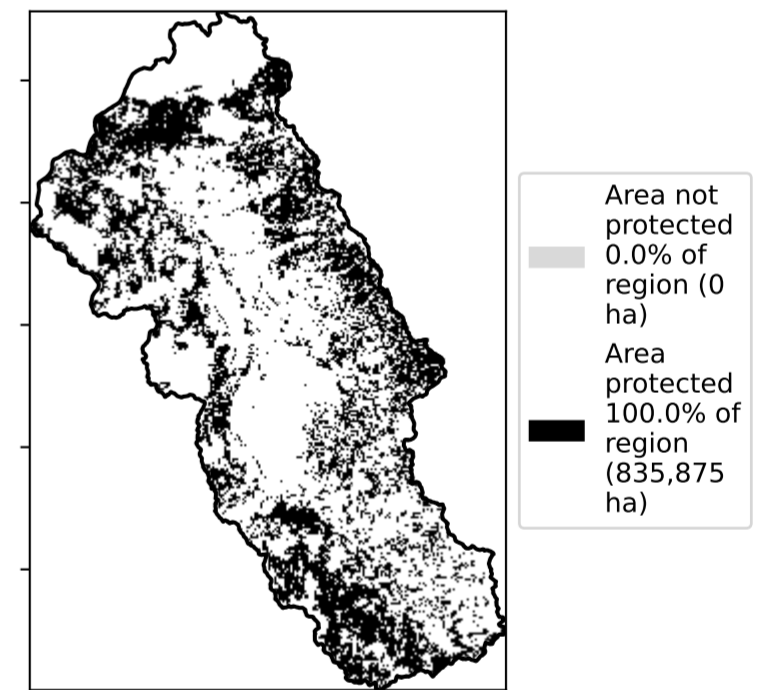 Area not
protected
0.0% of
region (0
ha)
Area
protected
100.0% of
region
(835,875
ha)